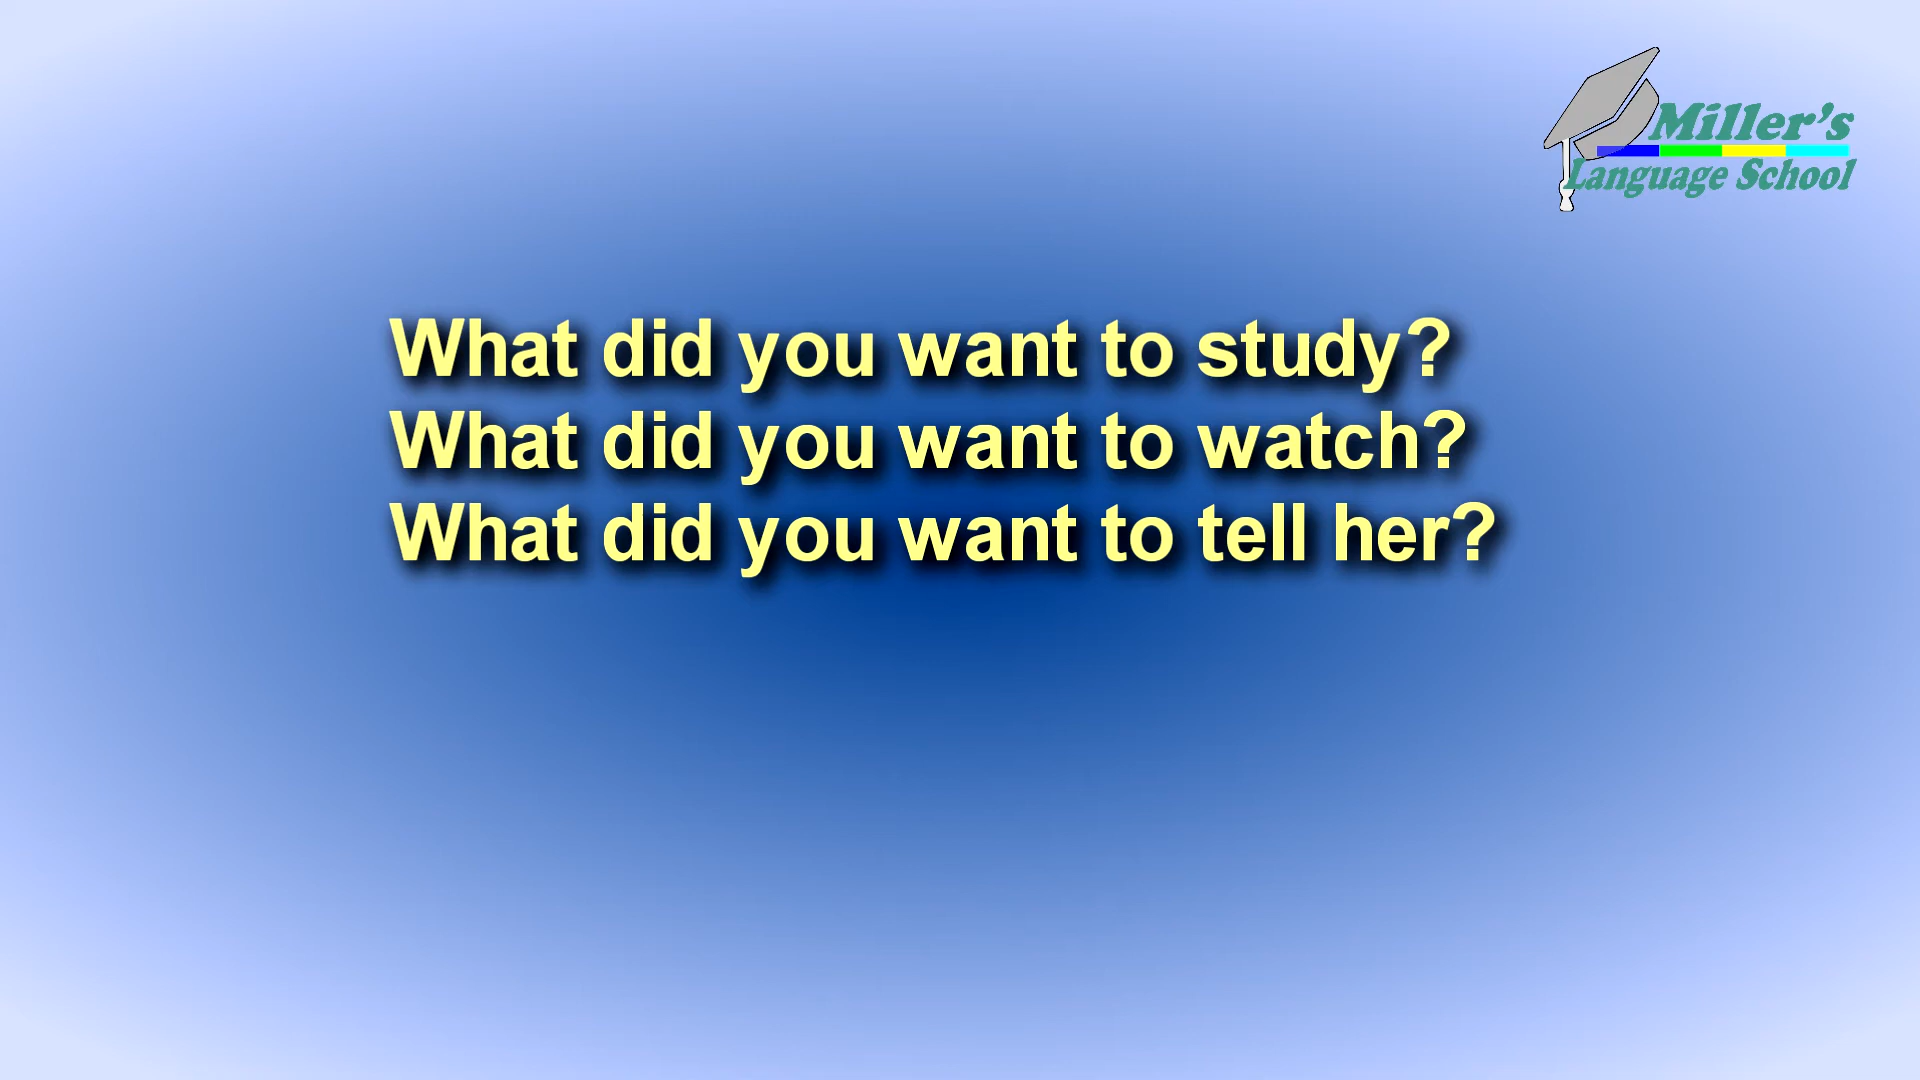 Miller's
Language School
What did you want to study?
What did you want to watch?
What did you want to tell her?